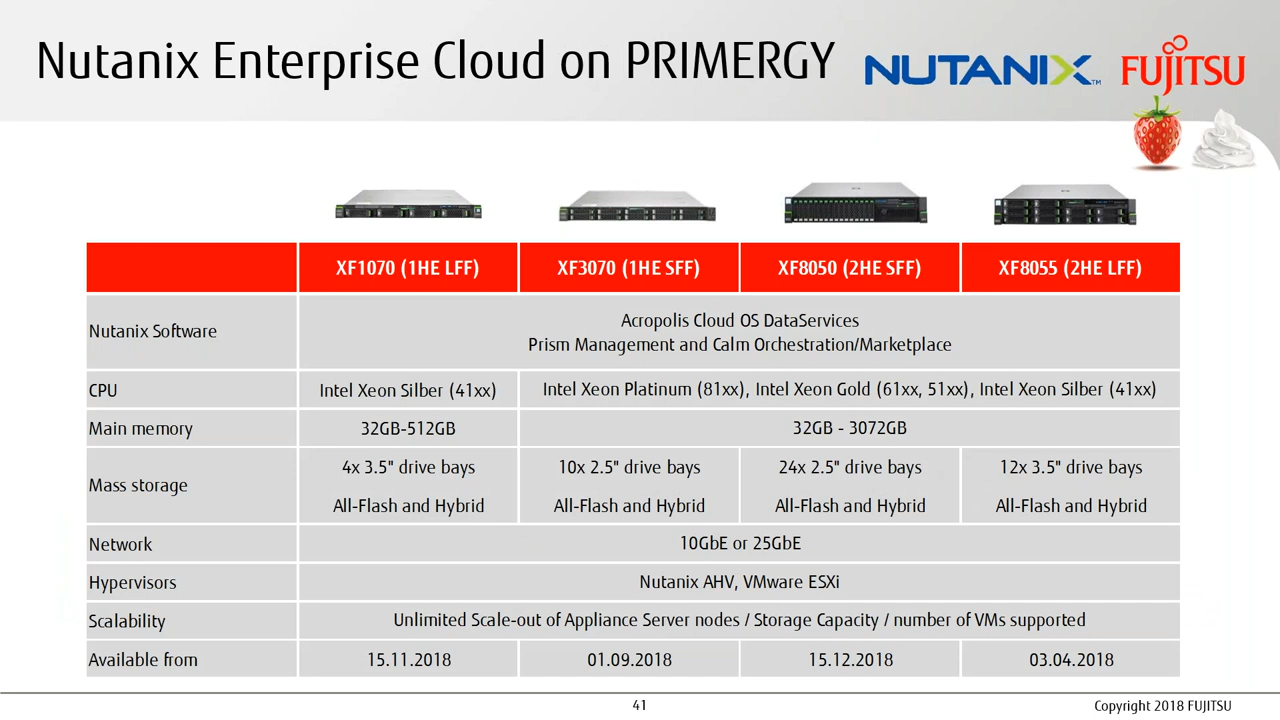 Nutanix Enterprise Cloud on PRIMERGY
NUTANIX™
FUJITSU
XF1070 (1HE LFF)
XF3070 (1HE SFF)
XF8050 (2HE SFF)
XF8055 (2HE LFF)
Nutanix Software
Acropolis Cloud OS DataServices
Prism Management and Calm Orchestration/Marketplace
CPU
Intel Xeon Silber (41xx)
Intel Xeon Platinum (81xx), Intel Xeon Gold (61xx, 51xx), Intel Xeon Silber (41xx)
Main memory
32GB-512GB
32GB - 3072GB
Mass storage
4x 3.5" drive bays
All-Flash and Hybrid
10x 2.5" drive bays
All-Flash and Hybrid
24x 2.5" drive bays
All-Flash and Hybrid
12x 3.5" drive bays
All-Flash and Hybrid
Network
10GbE or 25GbE
Hypervisors
Nutanix AHV, VMware ESXi
Scalability
Unlimited Scale-out of Appliance Server nodes / Storage Capacity / number of VMs supported
Available from
15.11.2018
01.09.2018
15.12.2018
03.04.2018
41
Copyright 2018 FUJITSU